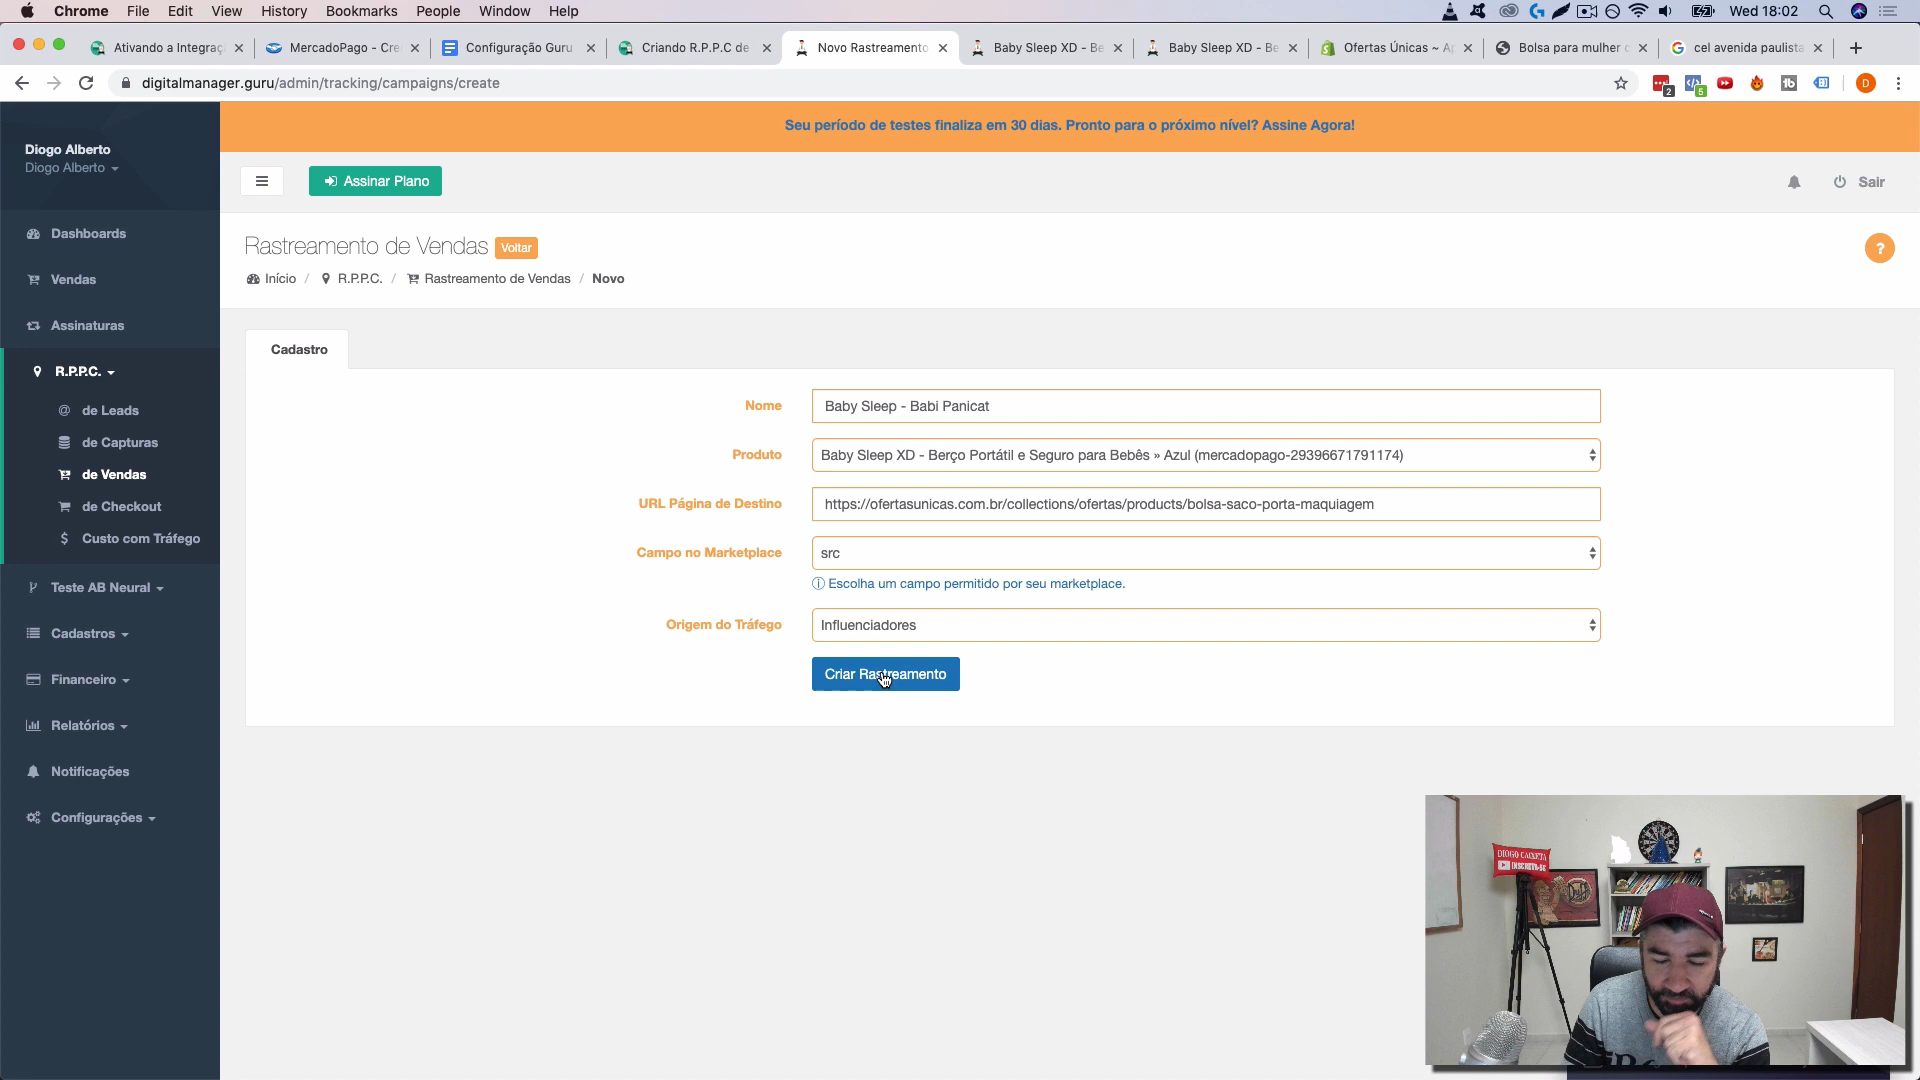 Chrome File Edit View History Bookmarks People Window Help Wed 18:02
Ativando a Integraç MercadoPago - Cre Configuração Guru Criando R.P.P.C de Novo Rastreamento Baby Sleep XD - Be Baby Sleep XD - Be Ofertas Únicas ~ Ap Bolsa para mulher cel avenida paulista
digitalmanager.guru/admin/tracking/campaigns/create
Seu período de testes finaliza em 30 dias. Pronto para o próximo nível? Assine Agora!
Diogo Alberto
Diogo Alberto
Assinar Plano
Sair
Dashboards
Vendas
Assinaturas
R.P.P.C.
de Leads
de Capturas
de Vendas
de Checkout
Custo com Tráfego
Teste AB Neural
Cadastros
Financeiro
Relatórios
Notificações
Configurações
Rastreamento de Vendas Voltar
Início / R.P.P.C. / Rastreamento de Vendas / Novo
?
Cadastro
Nome Baby Sleep - Babi Panicat
Produto Baby Sleep XD - Berço Portátil e Seguro para Bebês » Azul (mercadopago-29396671791174)
URL Página de Destino https://ofertasunicas.com.br/collections/ofertas/products/bolsa-saco-porta-maquiagem
Campo no Marketplace src
Escolha um campo permitido por seu marketplace.
Origem do Tráfego Influenciadores
Criar Rastreamento
DIOGO CAIXETA
INSCREVA-SE
Duff